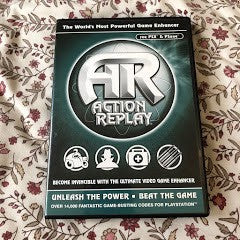 The World's Most Powerful Game Enhancer
FOR PSX & PSone
AR
ACTION
REPLAY
BECOME INVINCIBLE WITH THE ULTIMATE VIDEO GAME ENHANCER
UNLEASH THE POWER • BEAT THE GAME
OVER 14,000 FANTASTIC GAME-BUSTING CODES FOR PLAYSTATION